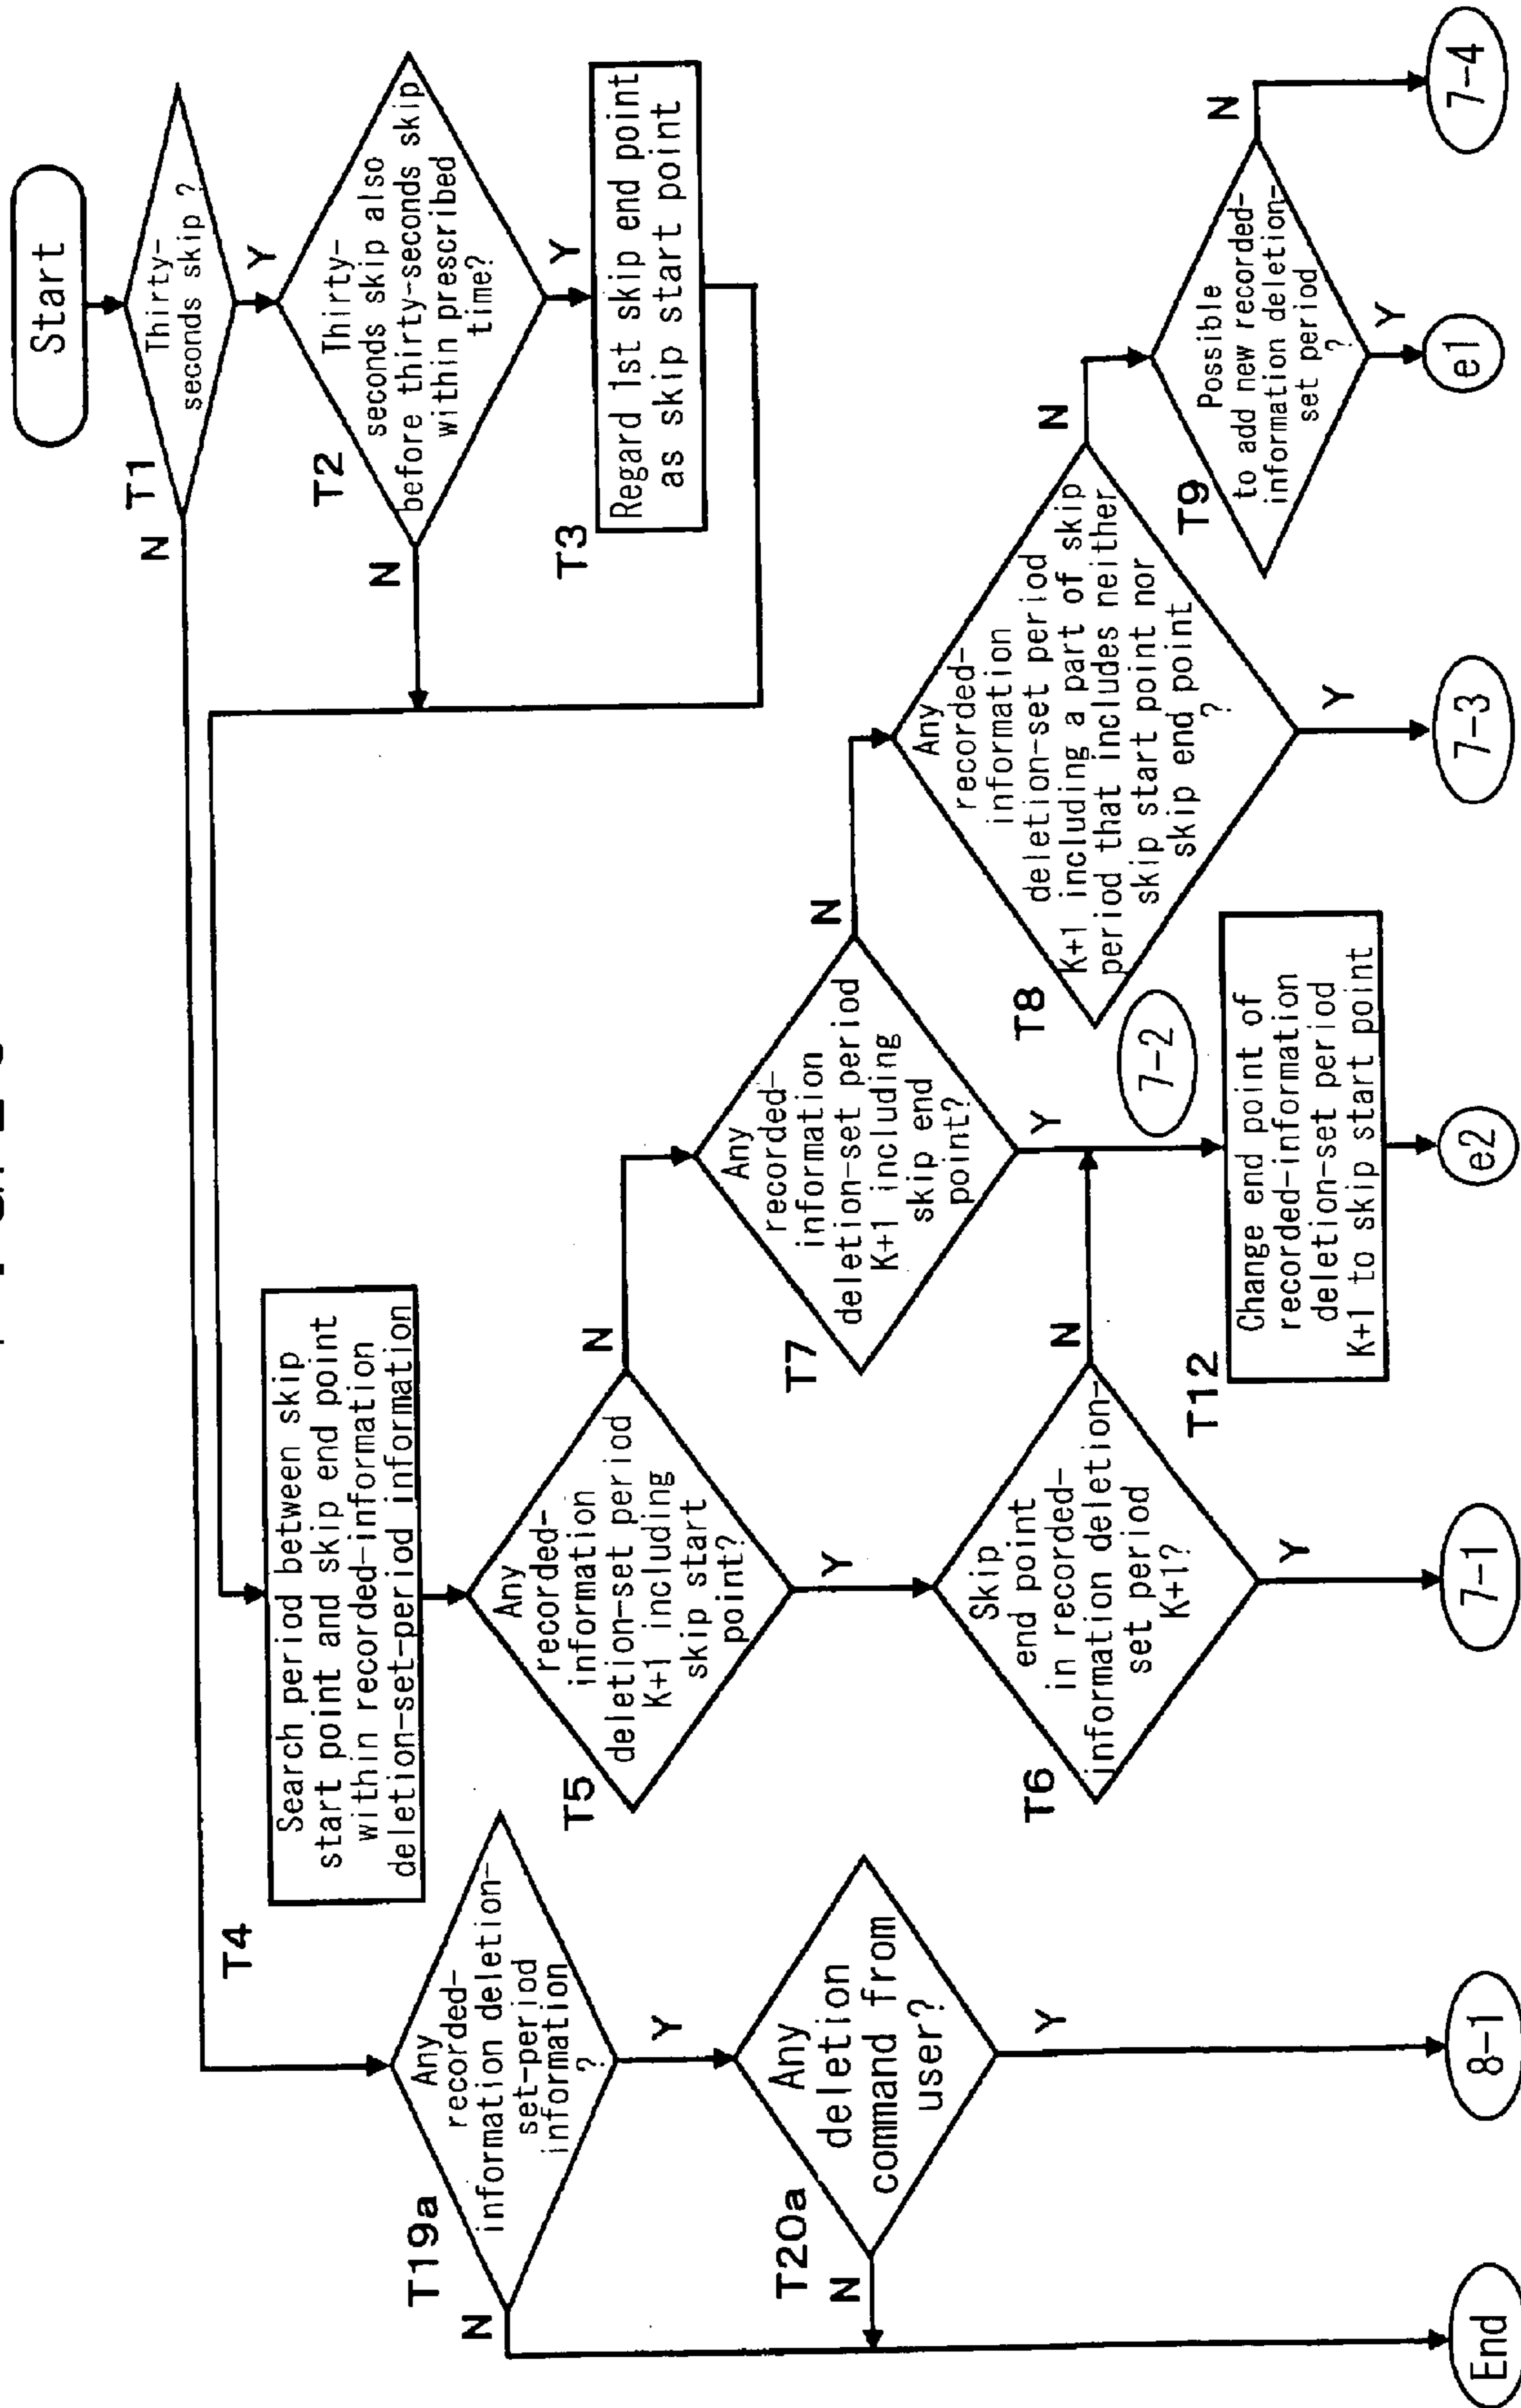 Start
T1
Thirty-
seconds skip ?
N
Y
T2
Thirty-
seconds skip also
before thirty-seconds skip
within prescribed
time?
N
Y
T3
Regard 1st skip end point
as skip start point
T4
Search period between skip
start point and skip end point
within recorded-information
deletion-set-period information
T5
Any
recorded-
information
deletion-set period
K+1 including
skip start
point?
N
Y
T6
Skip
end point
in recorded-
information deletion-
set period
K+1?
N
Y
7-1
T7
Any
recorded-
information
deletion-set period
K+1 including
skip end
point?
N
Y
7-2
T12
Change end point of
recorded-information
deletion-set period
K+1 to skip start point
e2
T8
Any
recorded-
information
deletion-set period
K+1 including a part of skip
period that includes neither
skip start point nor
skip end point
?
N
Y
7-3
T9
Possible
to add new recorded-
information deletion-
set period
?
N
Y
e1
7-4
T19a
Any
recorded-
information deletion-
set-period
information
?
N
Y
T20a
Any
deletion
command from
user?
N
Y
8-1
End